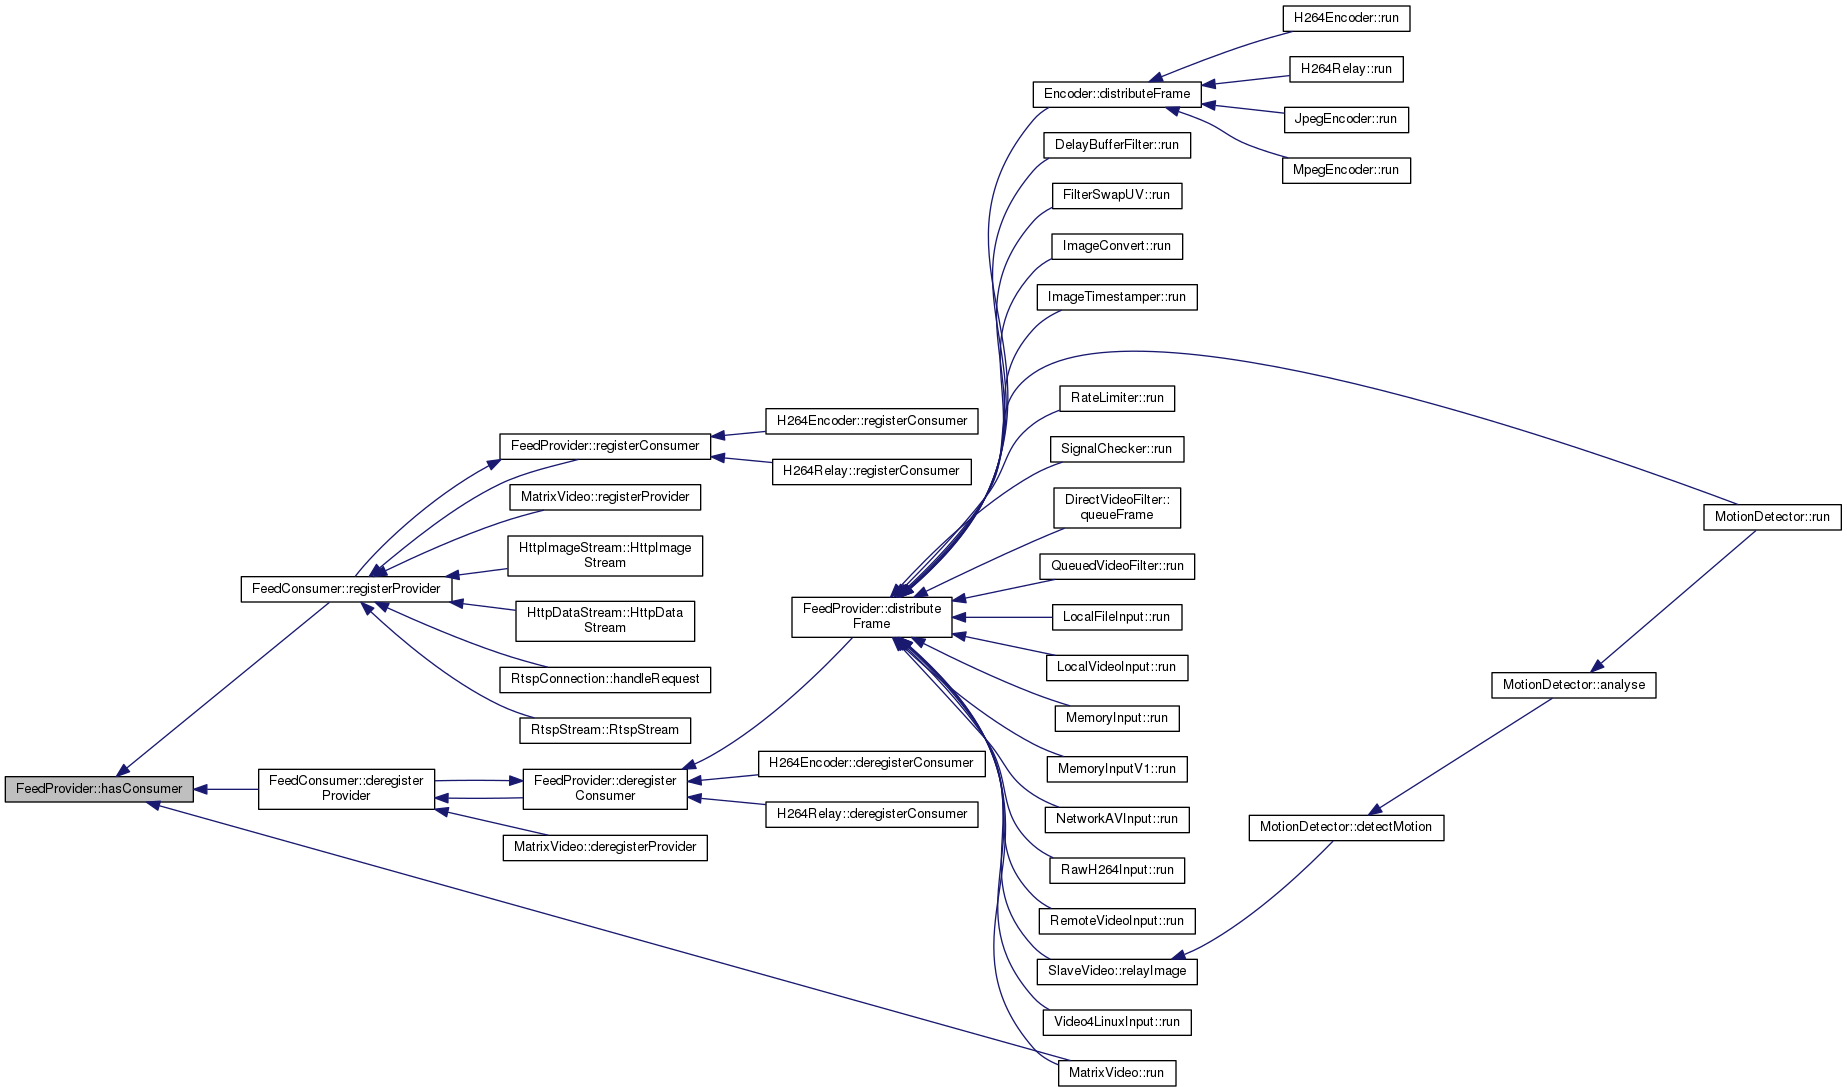 H264Encoder::run
H264Relay::run
Encoder::distributeFrame
JpegEncoder::run
DelayBufferFilter::run
MpegEncoder::run
FilterSwapUV::run
ImageConvert::run
ImageTimestamper::run
RateLimiter::run
H264Encoder::registerConsumer
FeedProvider::registerConsumer
SignalChecker::run
H264Relay::registerConsumer
MatrixVideo::registerProvider
DirectVideoFilter::
queueFrame
MotionDetector::run
HttpImageStream::HttpImage
Stream
QueuedVideoFilter::run
FeedConsumer::registerProvider
HttpDataStream::HttpData
Stream
FeedProvider::distribute
Frame
LocalFileInput::run
LocalVideoInput::run
RtspConnection::handleRequest
MotionDetector::analyse
MemoryInput::run
RtspStream::RtspStream
H264Encoder::deregisterConsumer
MemoryInputV1::run
FeedProvider::hasConsumer
FeedConsumer::deregister
Provider
FeedProvider::deregister
Consumer
H264Relay::deregisterConsumer
NetworkAVInput::run
MotionDetector::detectMotion
MatrixVideo::deregisterProvider
RawH264Input::run
RemoteVideoInput::run
SlaveVideo::relayImage
Video4LinuxInput::run
MatrixVideo::run